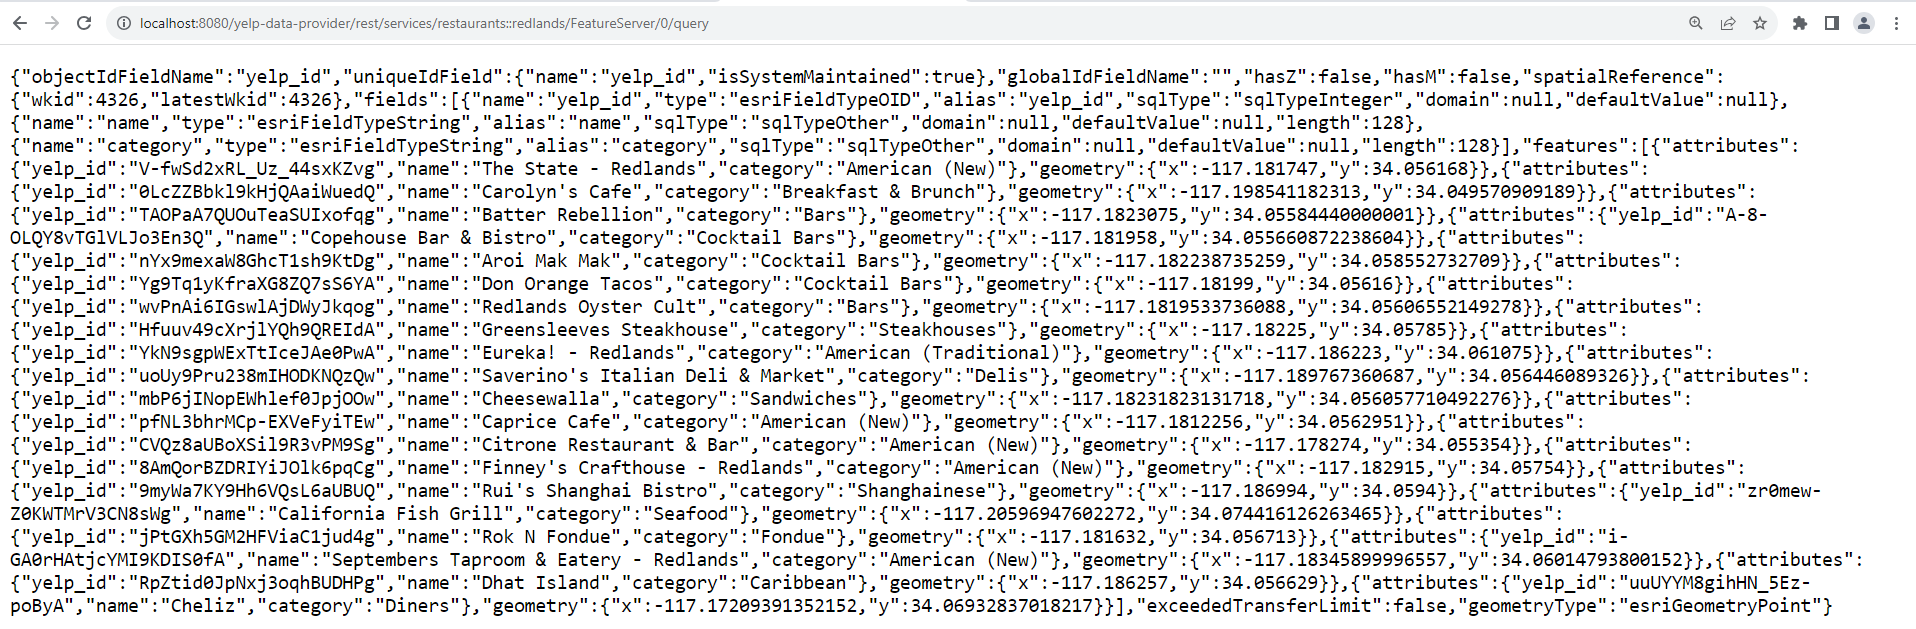 localhost:8080/yelp-data-provider/rest/services/restaurants::redlands/FeatureServer/0/query
{"objectIdFieldName":"yelp_id","uniqueIdField":{"name":"yelp_id","isSystemMaintained":true},"globalIdFieldName":"","hasZ":false,"hasM":false,"spatialReference":
{"wkid":4326,"latestWkid":4326},"fields":[{"name":"yelp_id","type":"esriFieldTypeOID","alias":"yelp_id","sqlType":"sqlTypeInteger","domain":null,"defaultValue":null},
{"name":"name","type":"esriFieldTypeString","alias":"name","sqlType":"sqlTypeOther","domain":null,"defaultValue":null,"length":128},
{"name":"category","type":"esriFieldTypeString","alias":"category","sqlType":"sqlTypeOther","domain":null,"defaultValue":null,"length":128}],"features":[{"attributes":
{"yelp_id":"V-fwSd2xRL_Uz_44sxKZvg","name":"The State - Redlands","category":"American (New)"},"geometry":{"x":-117.181747,"y":34.056168}},{"attributes":
{"yelp_id":"0LcZZBbkl9kHjQAaiWuedQ","name":"Carolyn's Cafe","category":"Breakfast & Brunch"},"geometry":{"x":-117.198541182313,"y":34.049570909189}},{"attributes":
{"yelp_id":"TAOPaA7QUOuTeaSUIxofqg","name":"Batter Rebellion","category":"Bars"},"geometry":{"x":-117.1823075,"y":34.05584440000001}},{"attributes":{"yelp_id":"A-8-
OLQY8vTGlVLJo3En3Q","name":"Copehouse Bar & Bistro","category":"Cocktail Bars"},"geometry":{"x":-117.181958,"y":34.055660872238604}},{"attributes":
{"yelp_id":"nYx9mexaW8GhcT1sh9KtDg","name":"Aroi Mak Mak","category":"Cocktail Bars"},"geometry":{"x":-117.182238735259,"y":34.058552732709}},{"attributes":
{"yelp_id":"Yg9Tq1yKfraXG8ZQ7sS6YA","name":"Don Orange Tacos","category":"Cocktail Bars"},"geometry":{"x":-117.18199,"y":34.05616}},{"attributes":
{"yelp_id":"wvPnAi6IGswlAjDWyJkqog","name":"Redlands Oyster Cult","category":"Bars"},"geometry":{"x":-117.1819533736088,"y":34.05606552149278}},{"attributes":
{"yelp_id":"Hfuuv49cXrjlYQh9QREIdA","name":"Greensleeves Steakhouse","category":"Steakhouses"},"geometry":{"x":-117.18225,"y":34.05785}},{"attributes":
{"yelp_id":"YkN9sgpWExTtIceJAe0PwA","name":"Eureka! - Redlands","category":"American (Traditional)"},"geometry":{"x":-117.186223,"y":34.061075}},{"attributes":
{"yelp_id":"uoUy9Pru238mIHODKNQzQw","name":"Saverino's Italian Deli & Market","category":"Delis"},"geometry":{"x":-117.189767360687,"y":34.056446089326}},{"attributes":
{"yelp_id":"mbP6jINopEWhlef0JpjOOw","name":"Cheesewalla","category":"Sandwiches"},"geometry":{"x":-117.18231823131718,"y":34.056057710492276}},{"attributes":
{"yelp_id":"pfNL3bhrMCp-EXVeFyiTEw","name":"Caprice Cafe","category":"American (New)"},"geometry":{"x":-117.1812256,"y":34.0562951}},{"attributes":
{"yelp_id":"CVQz8aUBoXSil9R3vPM9Sg","name":"Citrone Restaurant & Bar","category":"American (New)"},"geometry":{"x":-117.178274,"y":34.055354}},{"attributes":
{"yelp_id":"8AmQorBZDRIYiJOlk6pqCg","name":"Finney's Crafthouse - Redlands","category":"American (New)"},"geometry":{"x":-117.182915,"y":34.05754}},{"attributes":
{"yelp_id":"9myWa7KY9Hh6VQsL6aUBUQ","name":"Rui's Shanghai Bistro","category":"Shanghainese"},"geometry":{"x":-117.186994,"y":34.0594}},{"attributes":{"yelp_id":"zr0mew-
Z0KWTMrV3CN8sWg","name":"California Fish Grill","category":"Seafood"},"geometry":{"x":-117.20596947602272,"y":34.074416126263465}},{"attributes":
{"yelp_id":"jPtGXh5GM2HFViaC1jud4g","name":"Rok N Fondue","category":"Fondue"},"geometry":{"x":-117.181632,"y":34.056713}},{"attributes":{"yelp_id":"i-
GA0rHAtjcYMI9KDIS0fA","name":"Septembers Taproom & Eatery - Redlands","category":"American (New)"},"geometry":{"x":-117.18345899996557,"y":34.06014793800152}},{"attributes":
{"yelp_id":"RpZtid0JpNxj3oqhBUDHPg","name":"Dhat Island","category":"Caribbean"},"geometry":{"x":-117.186257,"y":34.056629}},{"attributes":{"yelp_id":"uuUYYM8gihHN_5Ez-
poByA","name":"Cheliz","category":"Diners"},"geometry":{"x":-117.17209391352152,"y":34.06932837018217}}],"exceededTransferLimit":false,"geometryType":"esriGeometryPoint"}